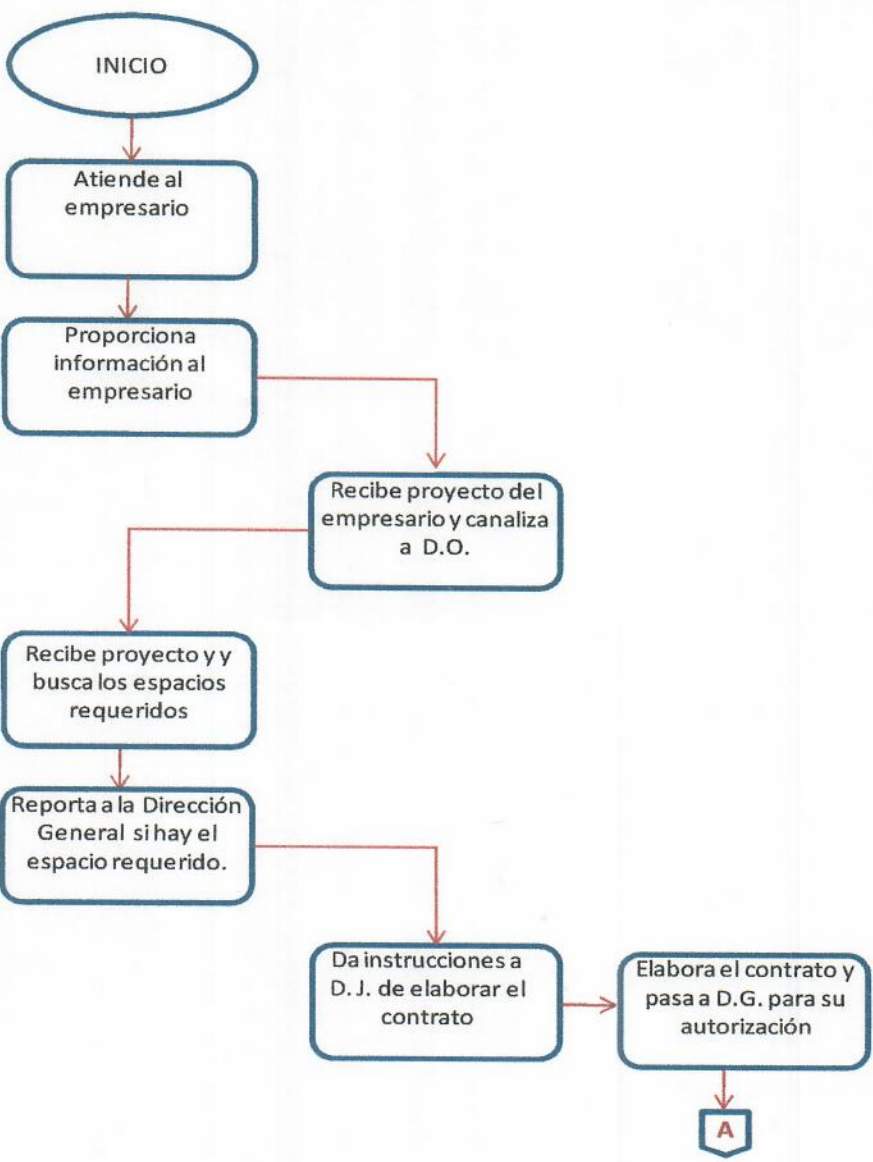 INICIO
Atiende al
empresario
Proporciona
información al
empresario
Recibe proyecto del
empresario y canaliza
a D.O.
Recibe proyecto y y
busca los espacios
requeridos
Reporta a la Dirección
General si hay el
espacio requerido.
Da instrucciones a
D. J. de elaborar el
contrato
Elabora el contrato y
pasa a D.G. para su
autorización
A